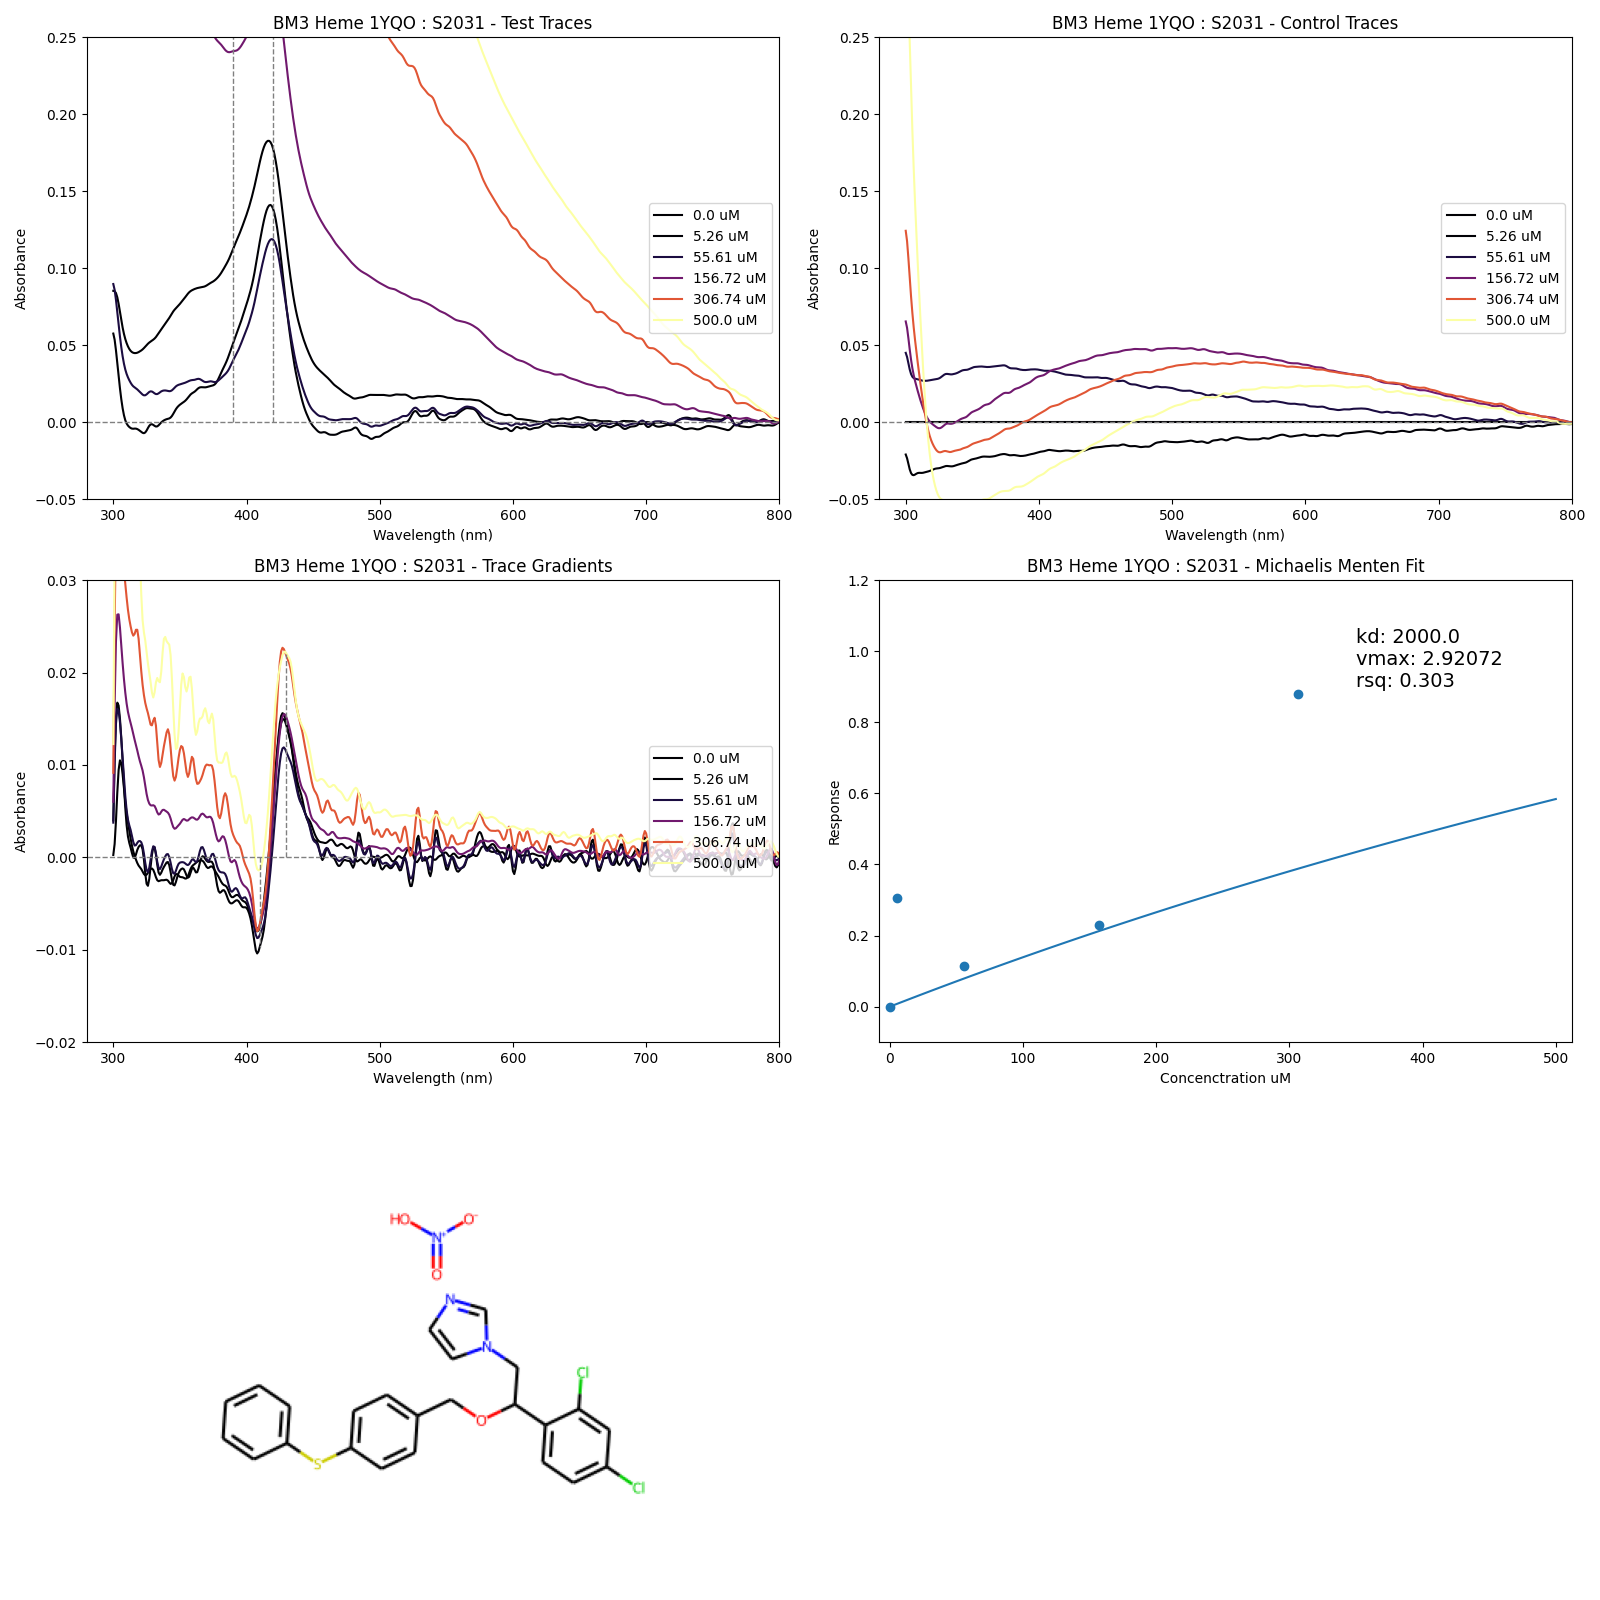 BM3 Heme 1YQO : S2031 - Test Traces
0.25
0.20
0.15
0.10
0.05
0.00
−0.05
Absorbance
300 400 500 600 700 800
Wavelength (nm)
0.0 uM
5.26 uM
55.61 uM
156.72 uM
306.74 uM
500.0 uM
BM3 Heme 1YQO : S2031 - Control Traces
0.25
0.20
0.15
0.10
0.05
0.00
−0.05
Absorbance
300 400 500 600 700 800
Wavelength (nm)
0.0 uM
5.26 uM
55.61 uM
156.72 uM
306.74 uM
500.0 uM
BM3 Heme 1YQO : S2031 - Trace Gradients
0.03
0.02
0.01
0.00
−0.01
−0.02
Absorbance
300 400 500 600 700 800
Wavelength (nm)
0.0 uM
5.26 uM
55.61 uM
156.72 uM
306.74 uM
500.0 uM
BM3 Heme 1YQO : S2031 - Michaelis Menten Fit
1.2
1.0
0.8
0.6
0.4
0.2
0.0
Response
kd: 2000.0
vmax: 2.92072
rsq: 0.303
0 100 200 300 400 500
Concenctration uM
HO O-
N+
O
N
N
Cl
O
S
Cl